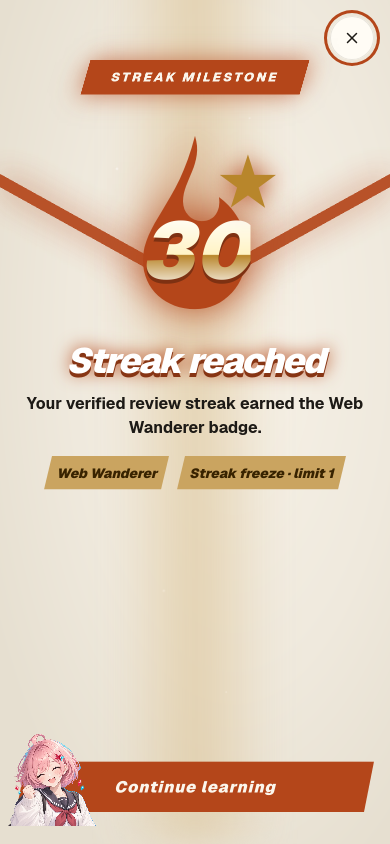 STREAK MILESTONE
30
Streak reached
Your verified review streak earned the Web
Wanderer badge.
Web Wanderer
Streak freeze · limit 1
Continue learning